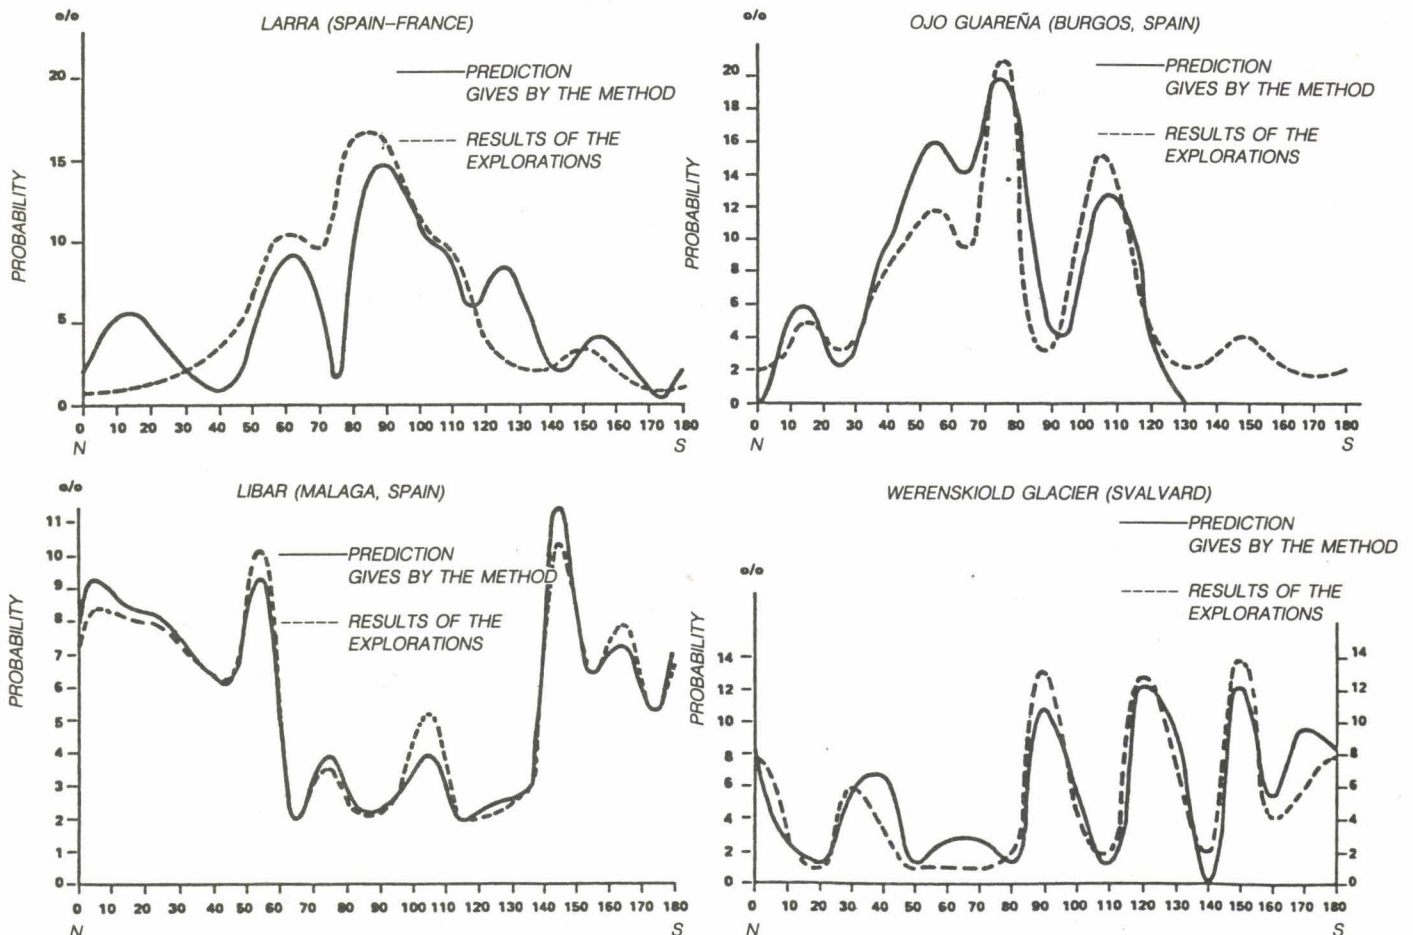 o/o
LARRA (SPAIN–FRANCE)
PREDICTION
GIVES BY THE METHOD
RESULTS OF THE
EXPLORATIONS
PROBABILITY
20
15
10
5
0
0 10 20 30 40 50 60 70 80 90 100 110 120 130 140 150 160 170 180
N S
o/o
OJO GUAREÑA (BURGOS, SPAIN)
PREDICTION
GIVES BY THE METHOD
RESULTS OF THE
EXPLORATIONS
PROBABILITY
20
18
16
14
12
10
8
6
4
2
0
0 10 20 30 40 50 60 70 80 90 100 110 120 130 140 150 160 170 180
N S
o/o
LIBAR (MALAGA, SPAIN)
PREDICTION
GIVES BY THE METHOD
RESULTS OF THE
EXPLORATIONS
PROBABILITY
11
10
9
8
7
6
5
4
3
2
1
0
0 10 20 30 40 50 60 70 80 90 100 110 120 130 140 150 160 170 180
N S
WERENSKIOLD GLACIER (SVALVARD)
PREDICTION
GIVES BY THE METHOD
o/o
RESULTS OF THE
EXPLORATIONS
PROBABILITY
14 14
12 12
10 10
8 8
6 6
4 4
2 2
0 0
0 10 20 30 40 50 60 70 80 90 100 110 120 130 140 150 160 170 180
N S